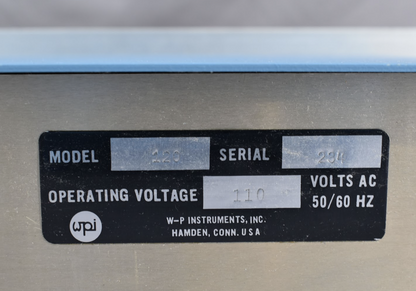 MODEL SERIAL
OPERATING VOLTAGE 110 VOLTS AC
50/60 HZ
wpi
W-P INSTRUMENTS, INC.
HAMDEN, CONN. U S A